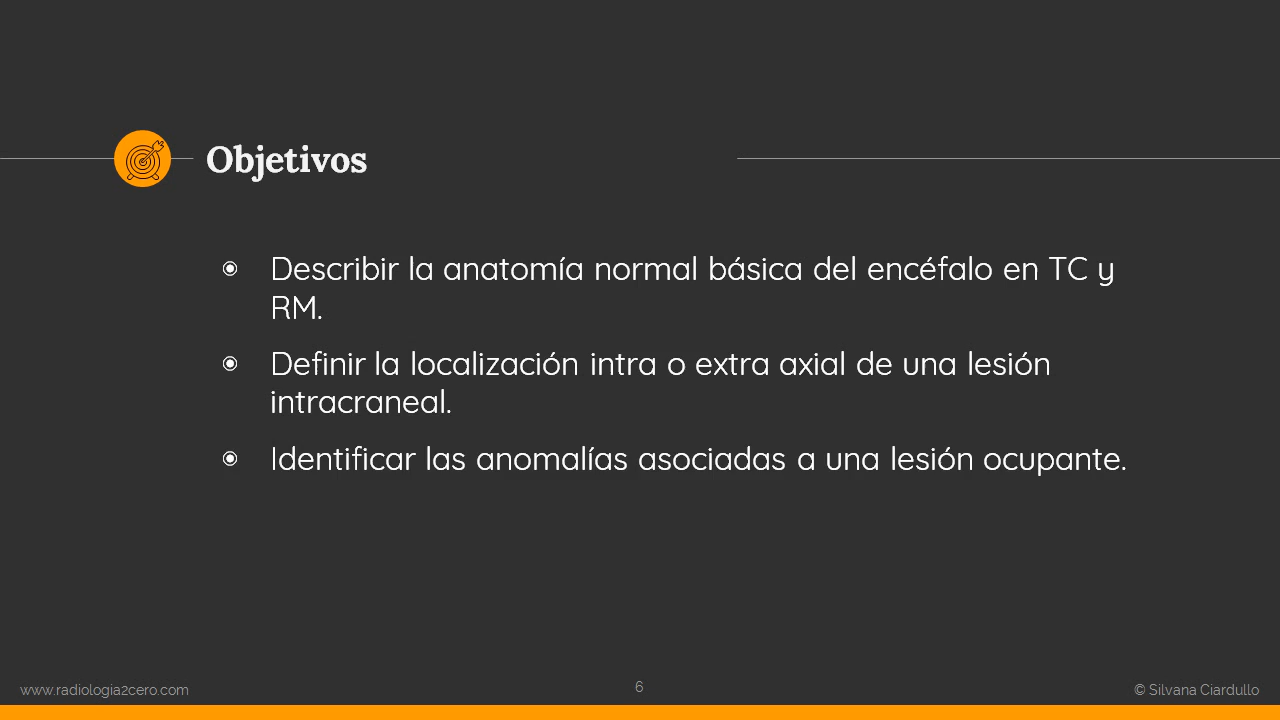 Objetivos
Describir la anatomía normal básica del encéfalo en TC y
RM.
Definir la localización intra o extra axial de una lesión
intracraneal.
Identificar las anomalías asociadas a una lesión ocupante.
www.radiologia2cero.com
6
© Silvana Ciardullo